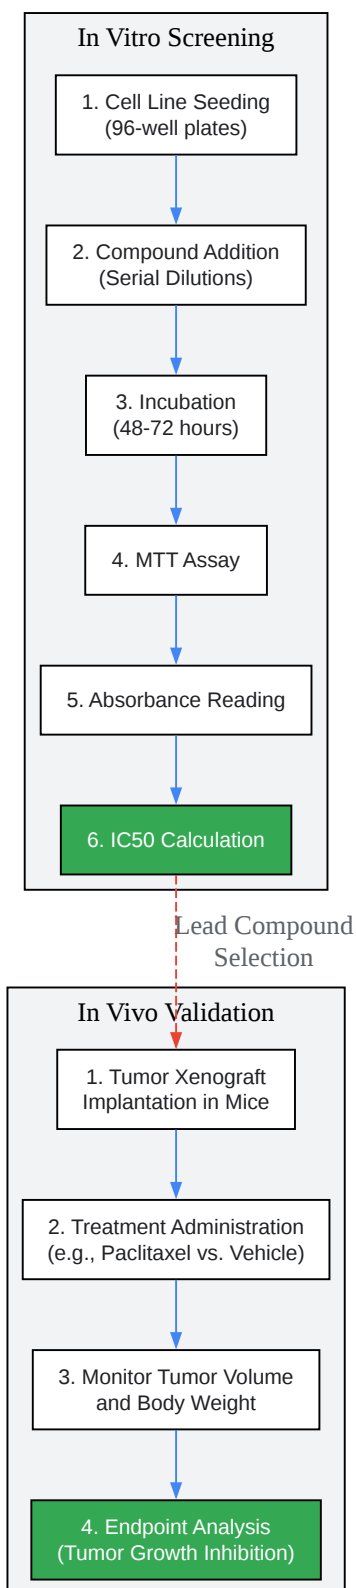 In Vitro Screening
1. Cell Line Seeding
(96-well plates)
2. Compound Addition
(Serial Dilutions)
3. Incubation
(48-72 hours)
4. MTT Assay
5. Absorbance Reading
6. IC50 Calculation
Lead Compound
Selection
In Vivo Validation
1. Tumor Xenograft
Implantation in Mice
2. Treatment Administration
(e.g., Paclitaxel vs. Vehicle)
3. Monitor Tumor Volume
and Body Weight
4. Endpoint Analysis
(Tumor Growth Inhibition)